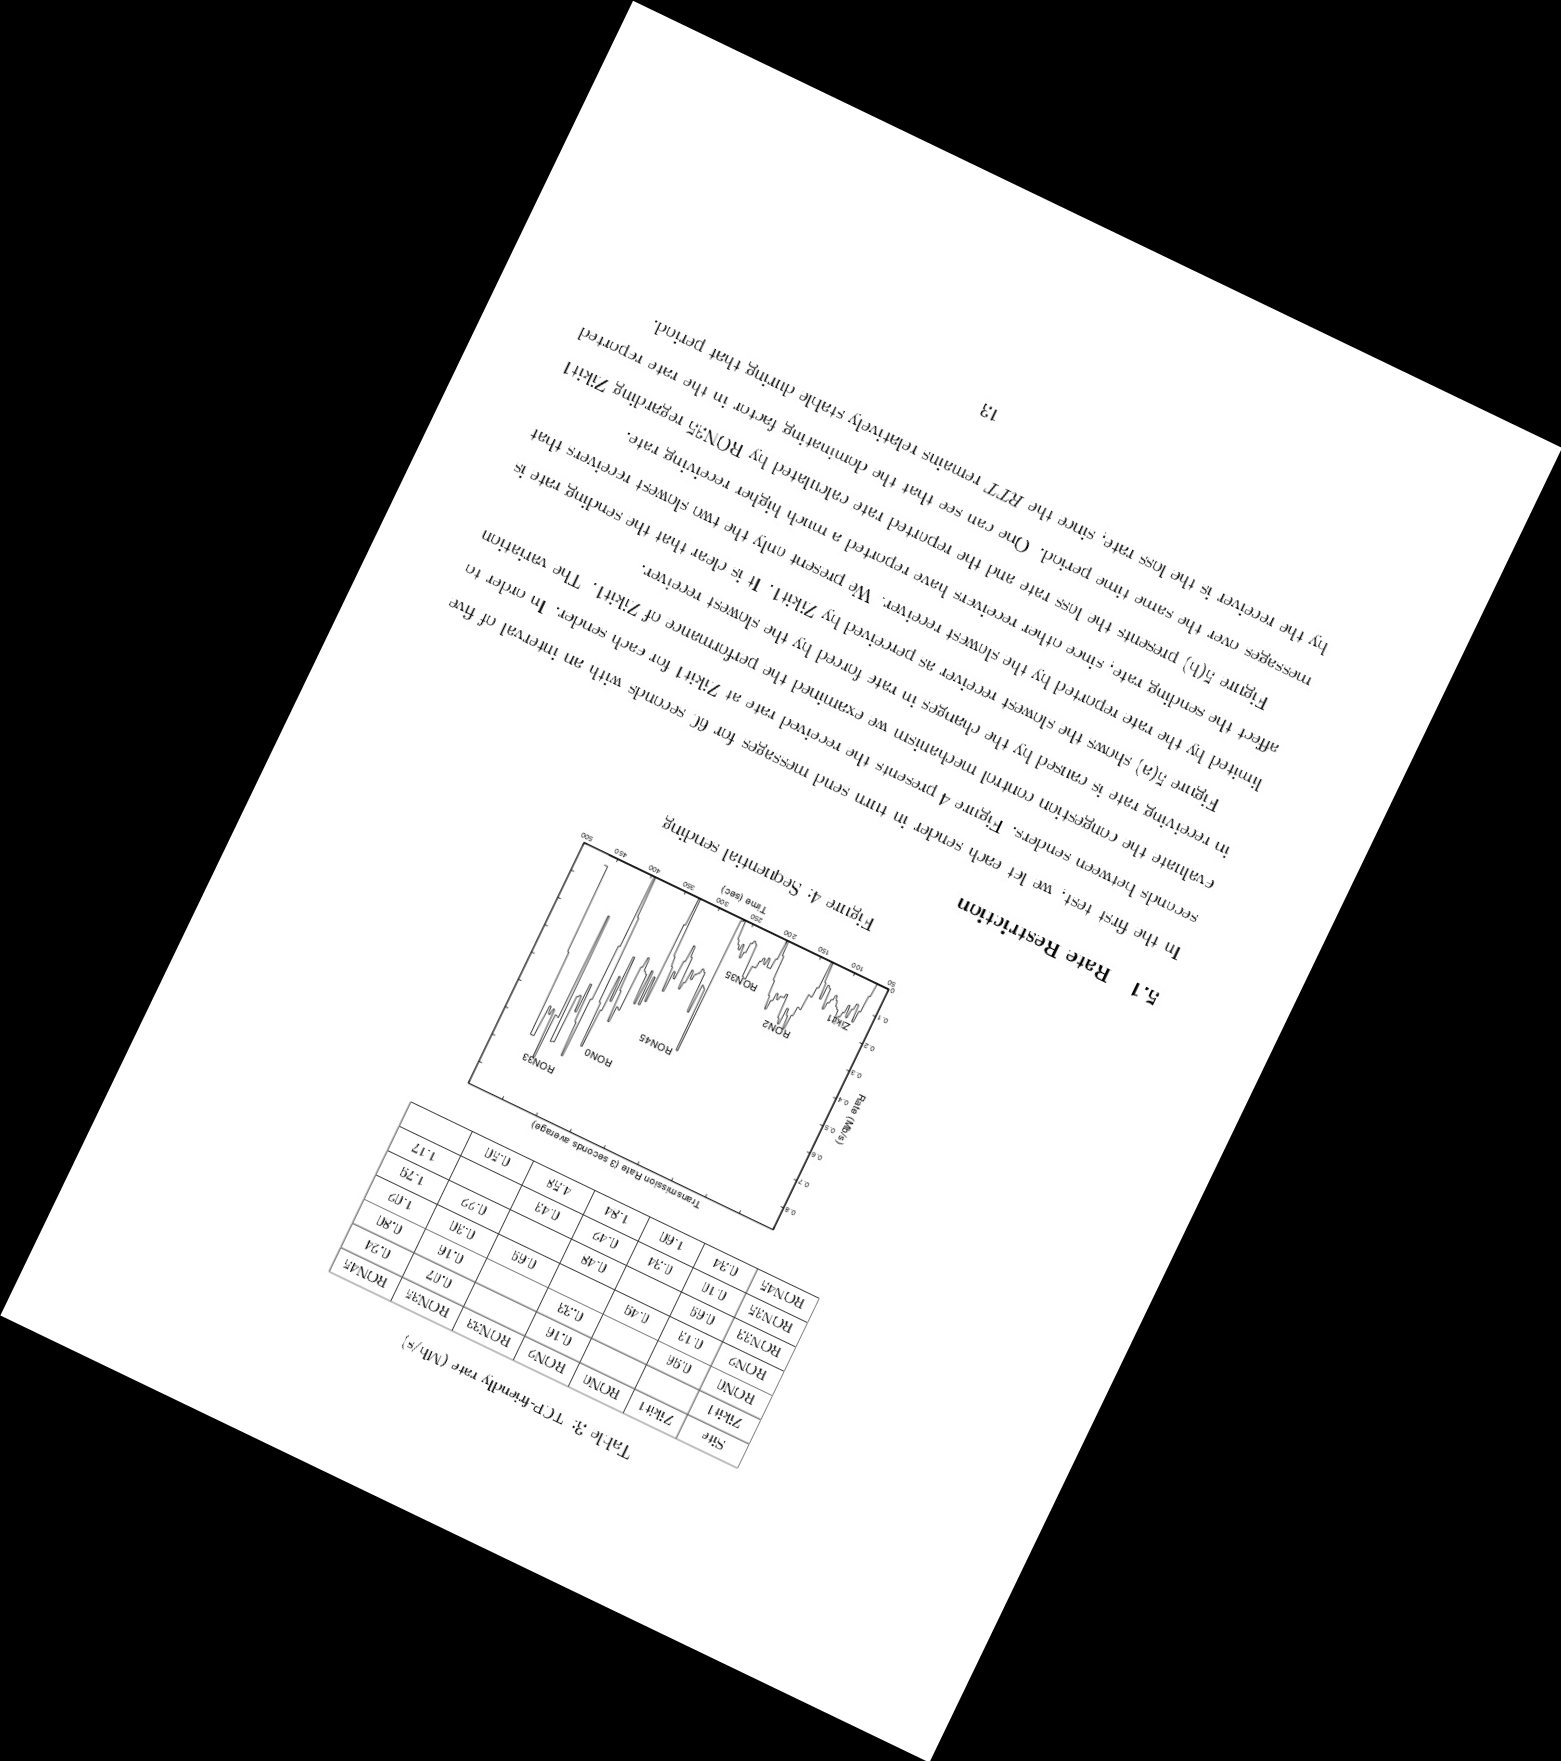 Table 3: TCP-friendly rate (Mb/s)
Site Zikit1 RON0 RON2 RON33 RON35 RON45
Zikit1 0.16 0.07 0.24
RON0 0.96 0.33 0.16 0.80
RON2 0.13 0.49 0.69 0.30 1.02
RON33 0.69 0.48 0.22 1.79
RON35 0.10 0.34 0.42 0.43 1.17
RON45 0.34 1.60 1.84 4.58 0.50
Transmission Rate (3 seconds average)
0.8
0.7
0.6
0.5
0.4
0.3
0.2
0.1
0
Rate (Mb/s)
Zikit1
RON2
RON35
RON45
RON0
RON33
50 100 150 200 250 300 350 400 450 500
Time (sec)
Figure 4: Sequential sending
5.1 Rate Restriction
In the first test, we let each sender in turn send messages for 60 seconds with an interval of five
seconds between senders. Figure 4 presents the received rate at Zikit1 for each sender. In order to
evaluate the congestion control mechanism we examined the performance of Zikit1. The variation
in receiving rate is caused by the changes in rate forced by the slowest receiver.
Figure 5(a) shows the slowest receiver as perceived by Zikit1. It is clear that the sending rate is
limited by the rate reported by the slowest receiver. We present only the two slowest receivers that
affect the sending rate, since other receivers have reported a much higher receiving rate.
Figure 5(b) presents the loss rate and the reported rate calculated by RON35 regarding Zikit1
messages over the same time period. One can see that the dominating factor in the rate reported
by the receiver is the loss rate, since the RTT remains relatively stable during that period.
13